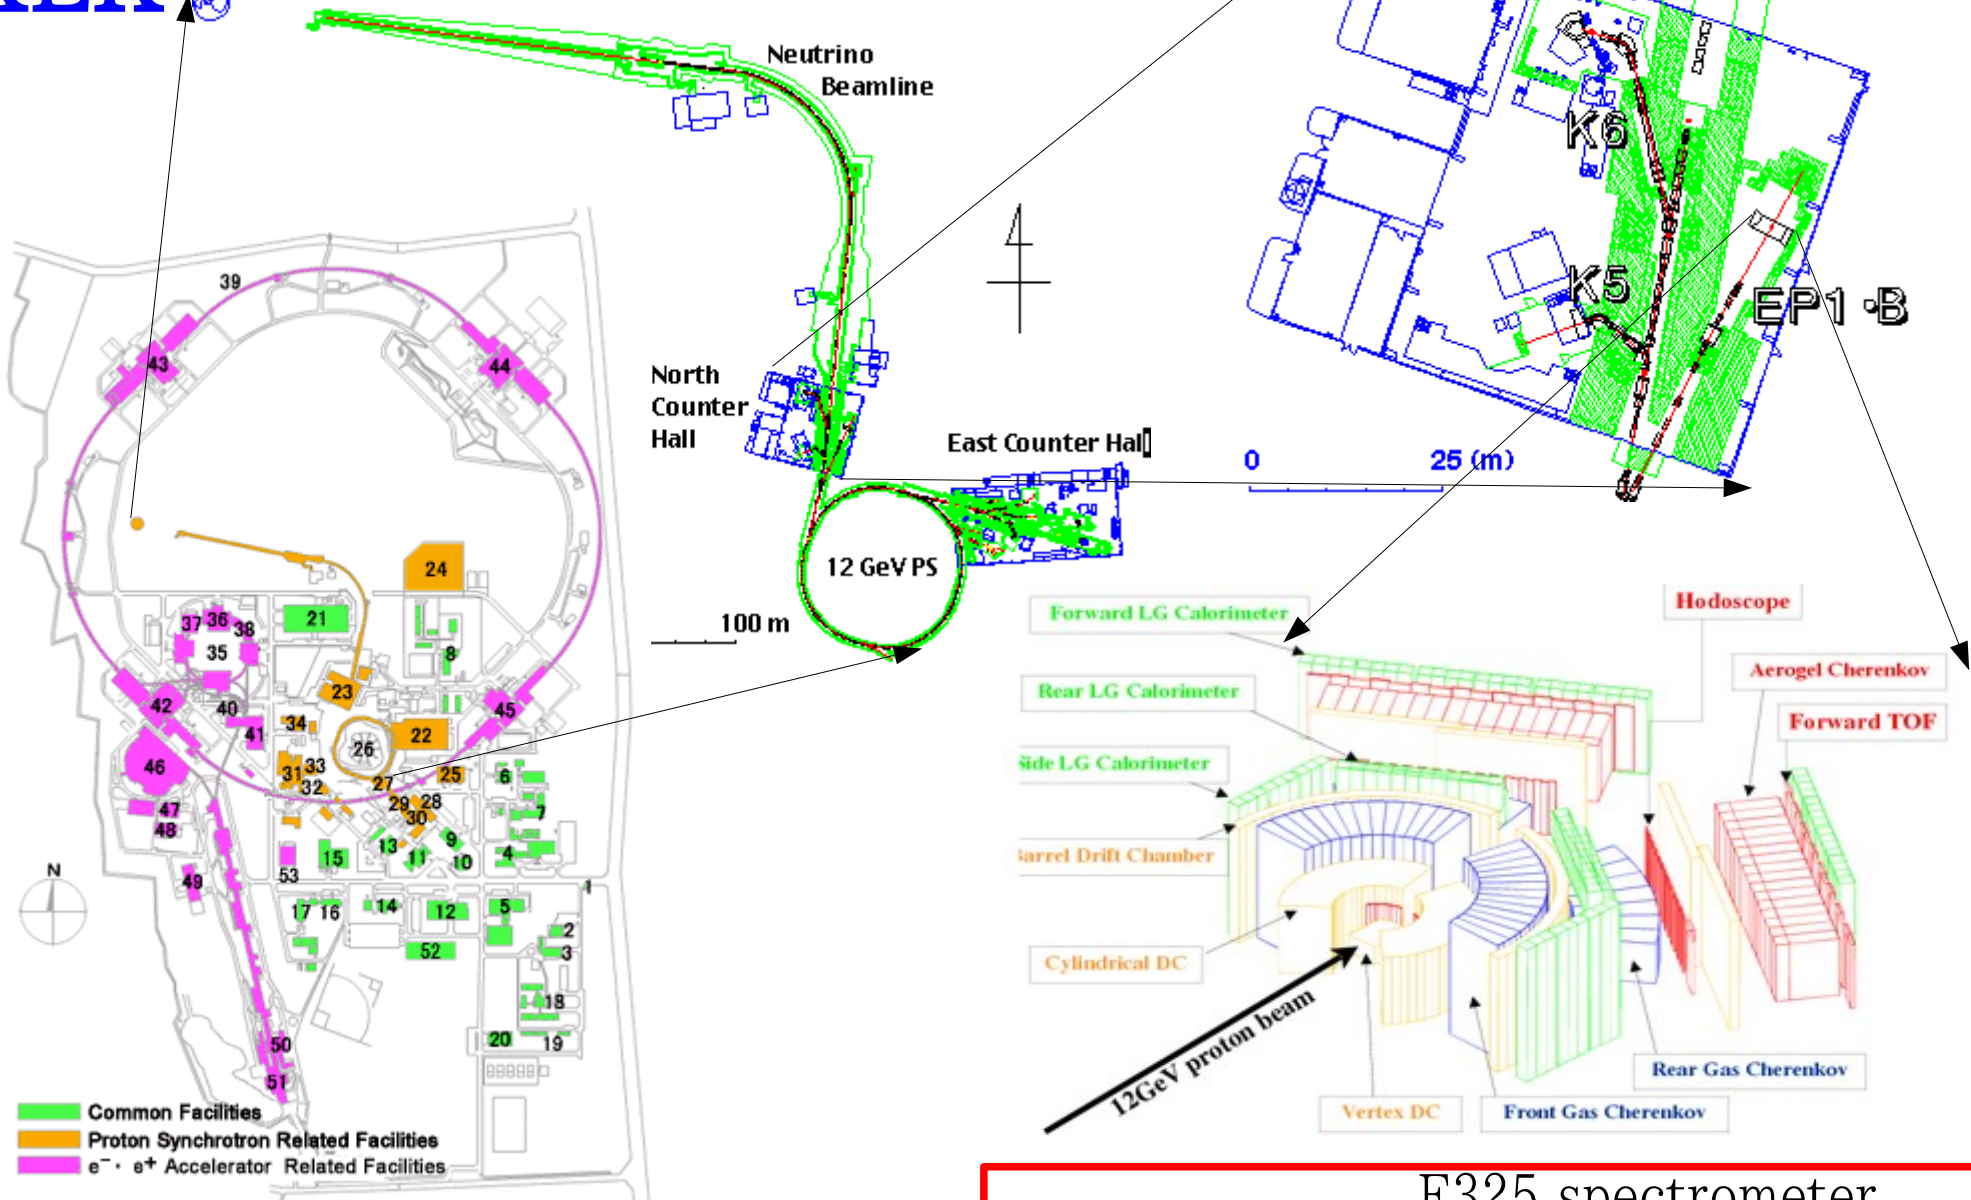 Neutrino
Beamline
North
Counter
Hall
East Counter Hall
12 GeV PS
100 m
K6
K5
EP1 ·B
0
25 (m)
39
43
44
24
21
37
36
38
35
8
23
42
40
41
34
22
45
26
46
31
33
32
27
25
6
29
28
30
47
48
7
13
9
11
10
4
15
49
53
1
17
16
14
12
5
2
52
3
18
20
19
50
51
N
Common Facilities
Proton Synchrotron Related Facilities
e⁻· e⁺ Accelerator Related Facilities
Forward LG Calorimeter
Hodoscope
Rear LG Calorimeter
Aerogel Cherenkov
Forward TOF
Side LG Calorimeter
Barrel Drift Chamber
Cylindrical DC
12GeV proton beam
Vertex DC
Front Gas Cherenkov
Rear Gas Cherenkov
E325 spectrometer